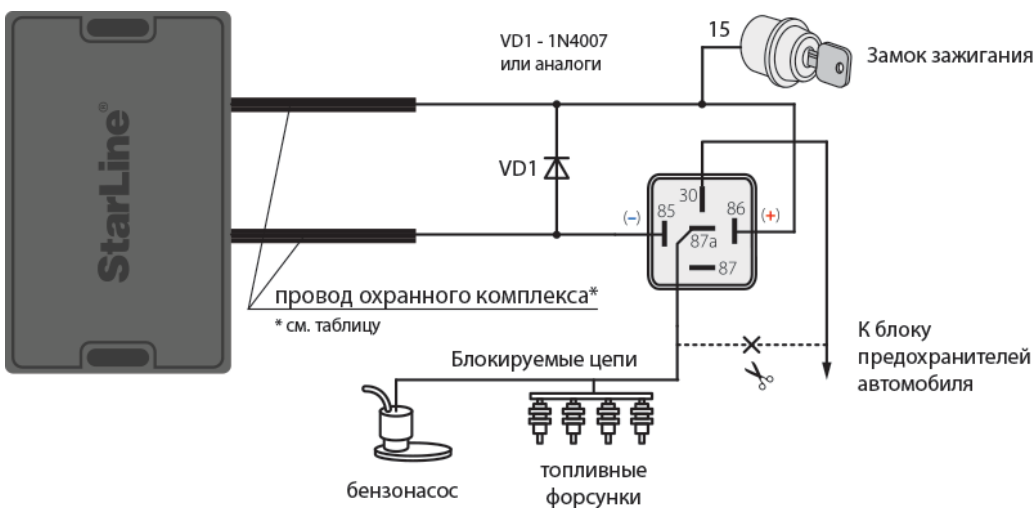 StarLine®
VD1 - 1N4007
или аналоги
15
Замок зажигания
VD1
30
(–)
85
86
(+)
87a
87
провод охранного комплекса*
* см. таблицу
Блокируемые цепи
К блоку
предохранителей
автомобиля
бензонасос
топливные
форсунки